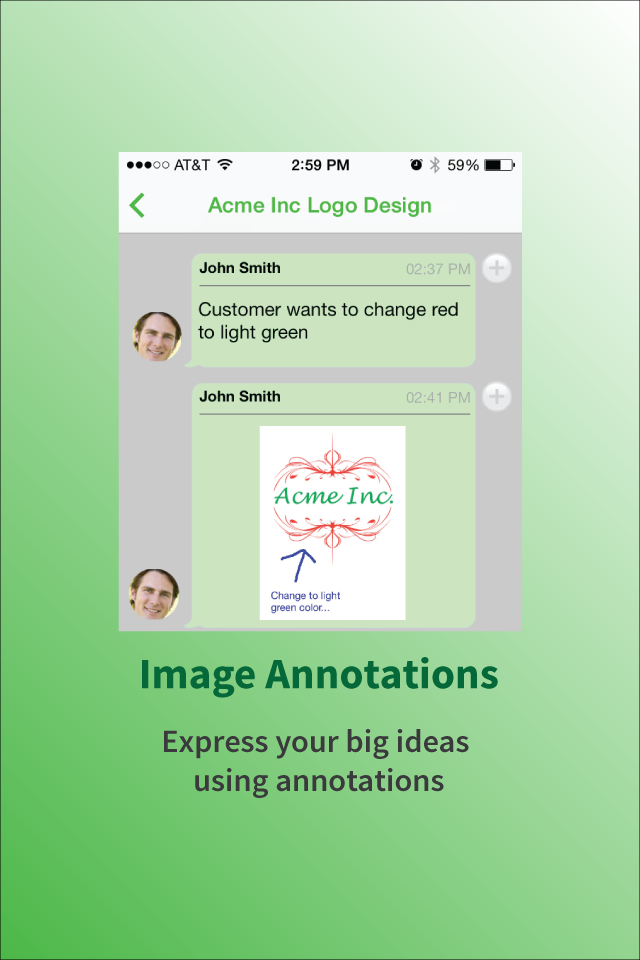 AT&T 2:59 PM 59%
Acme Inc Logo Design
John Smith 02:37 PM
Customer wants to change red
to light green
John Smith 02:41 PM
Acme Inc.
Change to light
green color...
Image Annotations
Express your big ideas
using annotations